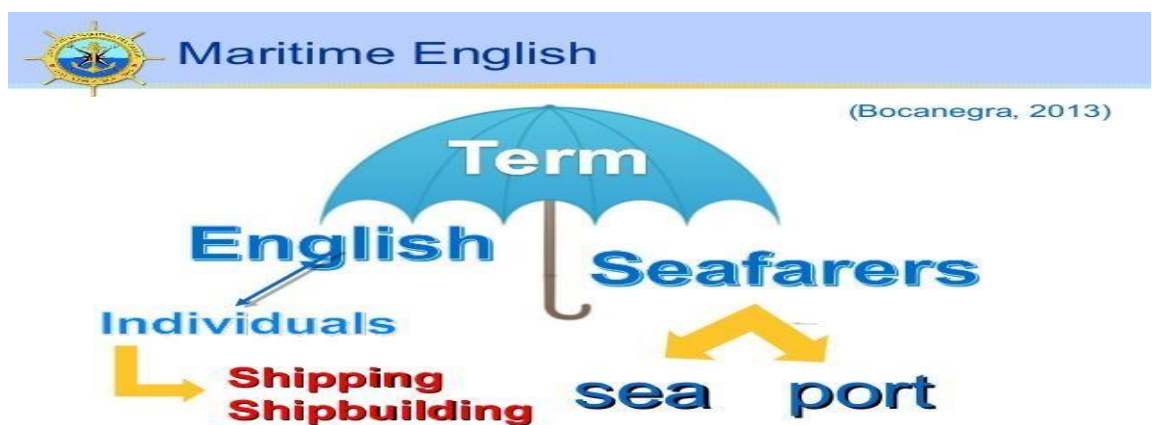 Maritime English
(Bocanegra, 2013)
Term
English
Seafarers
Individuals
Shipping
Shipbuilding
sea port